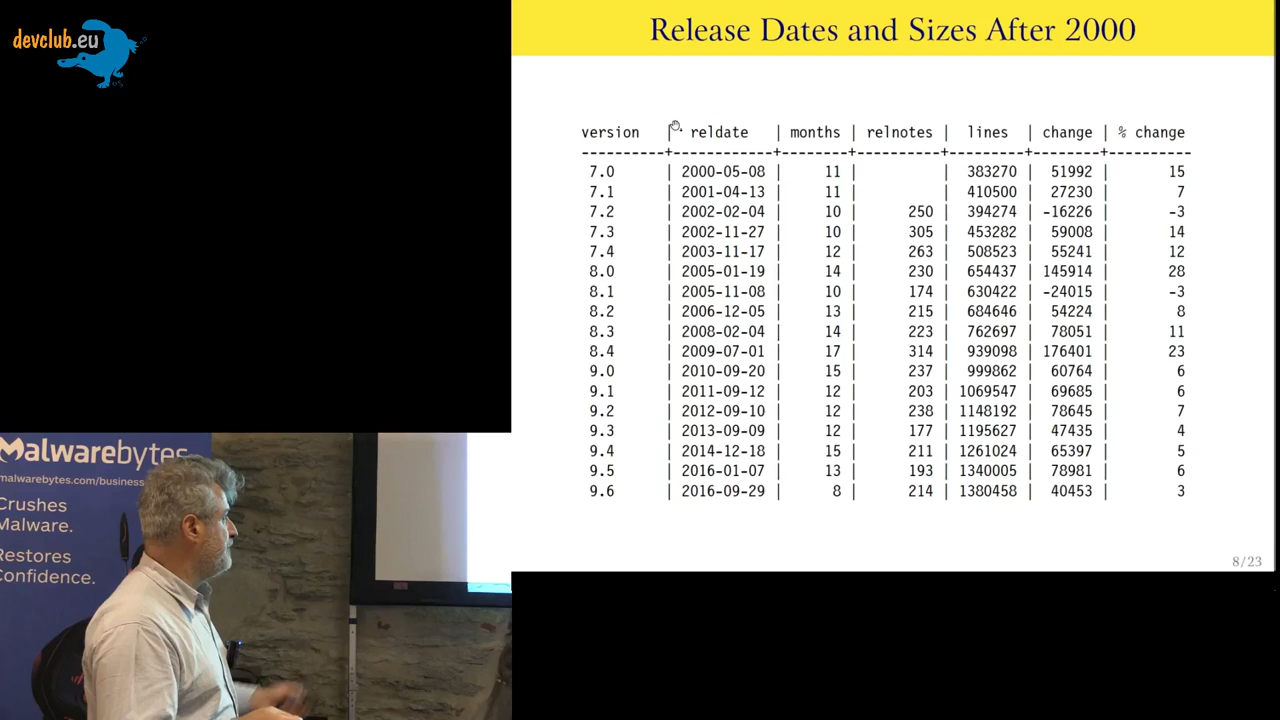 devclub.eu
Release Dates and Sizes After 2000
version | reldate | months | relnotes | lines | change | % change
----------+------------+--------+----------+---------+--------+----------
7.0 | 2000-05-08 | 11 | | 383270 | 51992 | 15
7.1 | 2001-04-13 | 11 | | 410500 | 27230 | 7
7.2 | 2002-02-04 | 10 | 250 | 394274 | -16226 | -3
7.3 | 2002-11-27 | 10 | 305 | 453282 | 59008 | 14
7.4 | 2003-11-17 | 12 | 263 | 508523 | 55241 | 12
8.0 | 2005-01-19 | 14 | 230 | 654437 | 145914 | 28
8.1 | 2005-11-08 | 10 | 174 | 630422 | -24015 | -3
8.2 | 2006-12-05 | 13 | 215 | 684646 | 54224 | 8
8.3 | 2008-02-04 | 14 | 223 | 762697 | 78051 | 11
8.4 | 2009-07-01 | 17 | 314 | 939098 | 176401 | 23
9.0 | 2010-09-20 | 15 | 237 | 999862 | 60764 | 6
9.1 | 2011-09-12 | 12 | 203 | 1069547 | 69685 | 6
9.2 | 2012-09-10 | 12 | 238 | 1148192 | 78645 | 7
9.3 | 2013-09-09 | 12 | 177 | 1195627 | 47435 | 4
9.4 | 2014-12-18 | 15 | 211 | 1261024 | 65397 | 5
9.5 | 2016-01-07 | 13 | 193 | 1340005 | 78981 | 6
9.6 | 2016-09-29 | 8 | 214 | 1380458 | 40453 | 3
8/23
Malwarebytes
malwarebytes.com/business
Crushes
Malware.
Restores
Confidence.